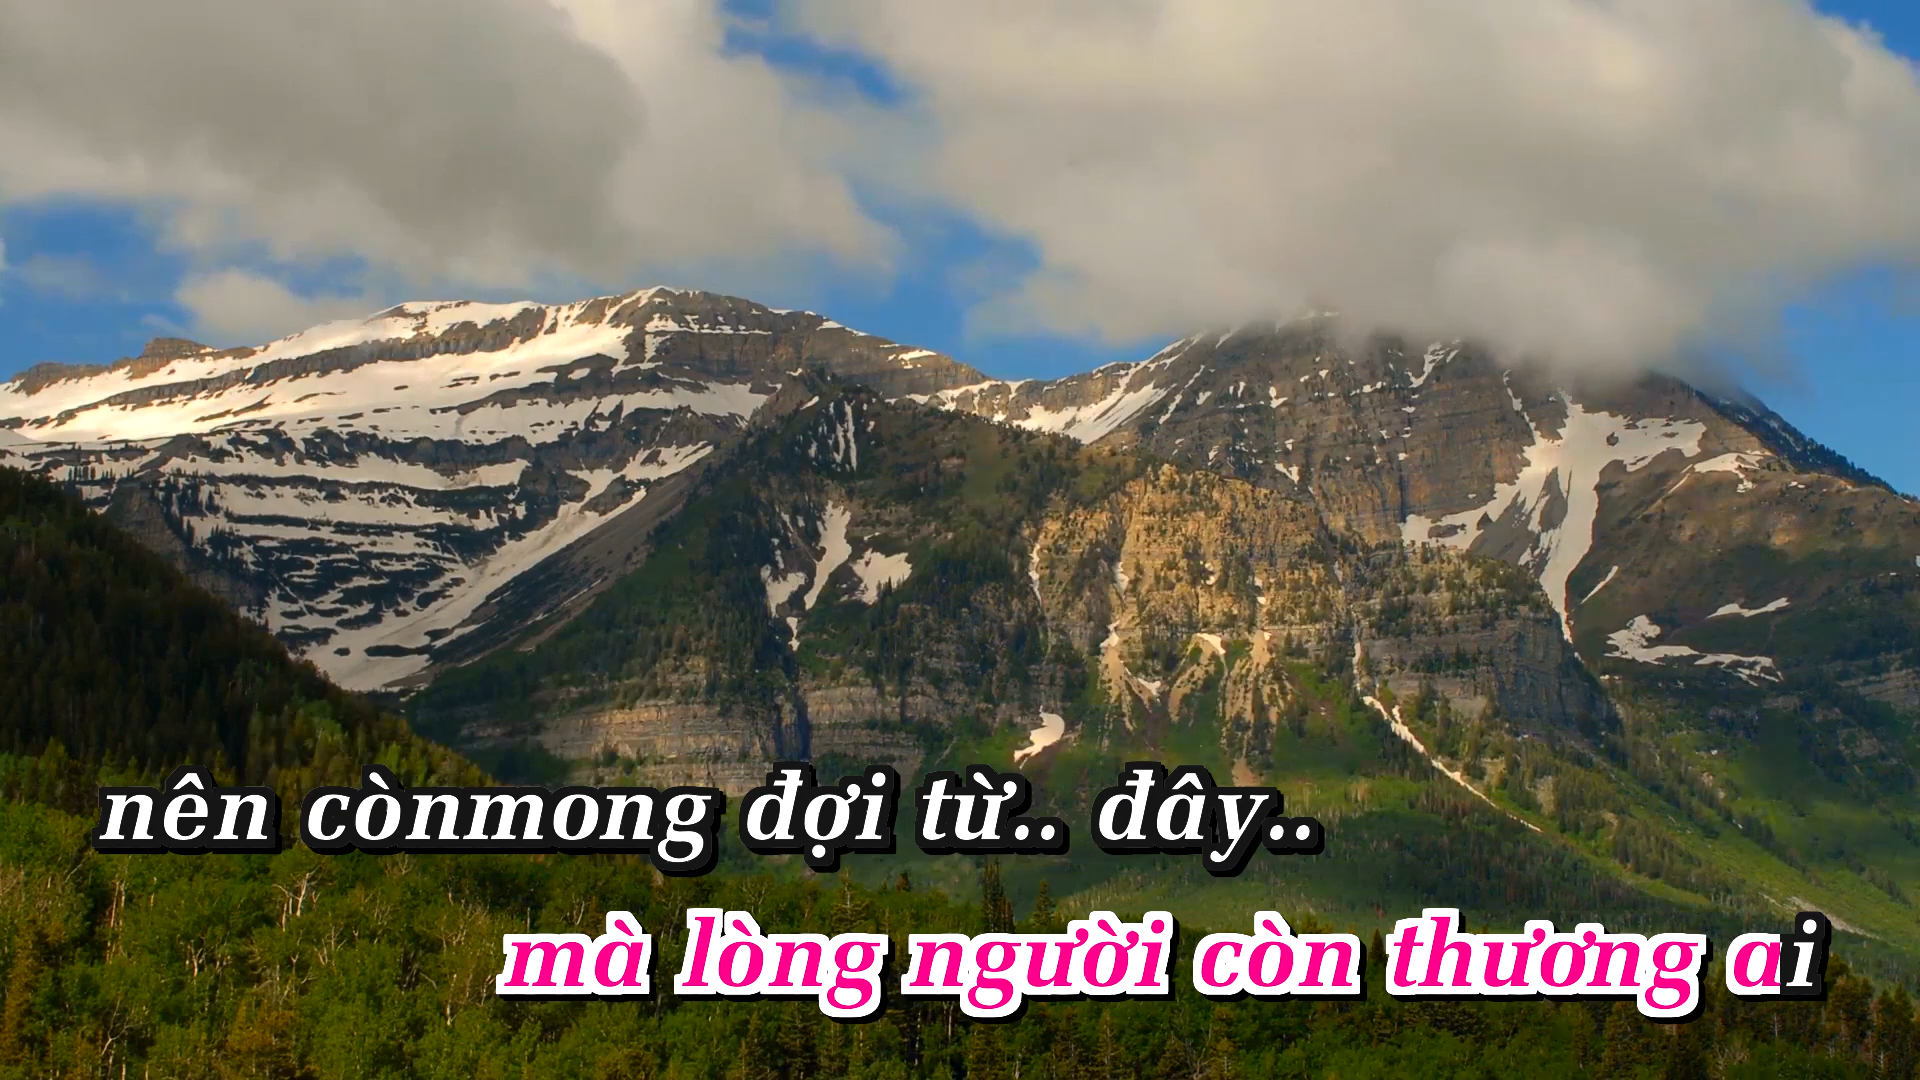 nên cònmong đợi từ.. đây..
mà lòng người còn thương ai